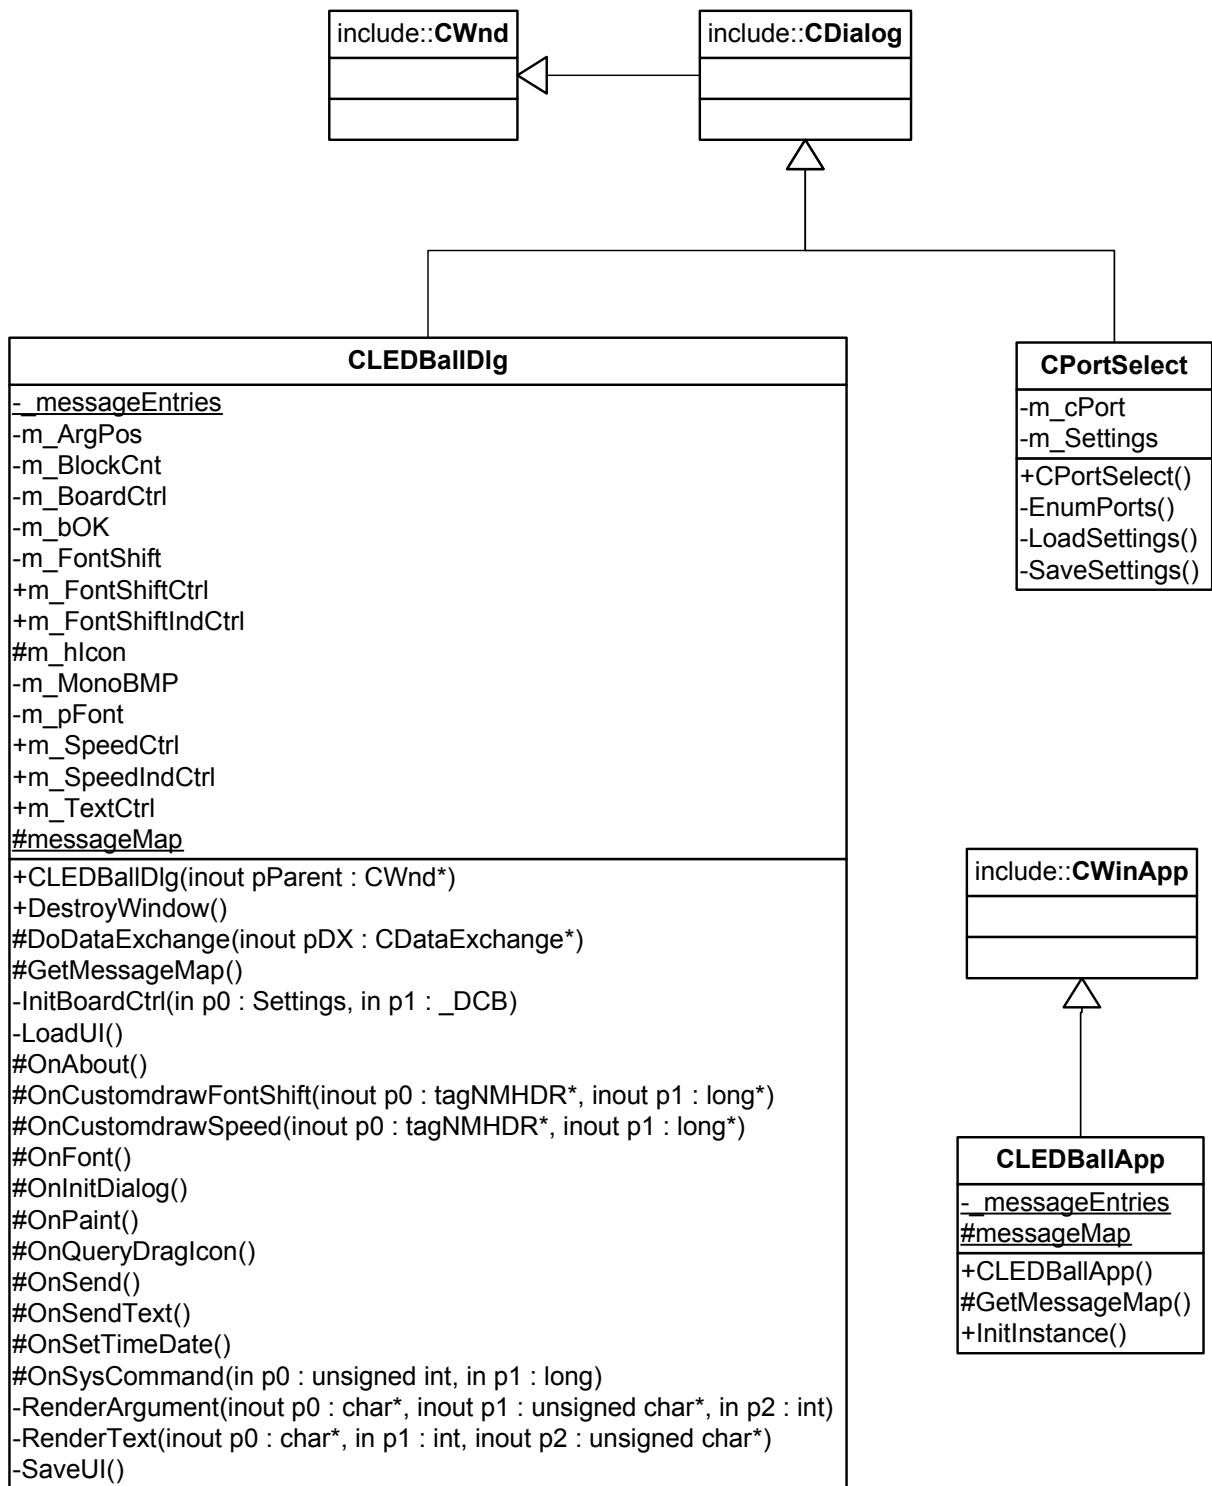 include::CWnd
include::CDialog
CLEDBallDlg
-_messageEntries
-m_ArgPos
-m_BlockCnt
-m_BoardCtrl
-m_bOK
-m_FontShift
+m_FontShiftCtrl
+m_FontShiftIndCtrl
#m_hIcon
-m_MonoBMP
-m_pFont
+m_SpeedCtrl
+m_SpeedIndCtrl
+m_TextCtrl
#messageMap
+CLEDBallDlg(inout pParent : CWnd*)
+DestroyWindow()
#DoDataExchange(inout pDX : CDataExchange*)
#GetMessageMap()
-InitBoardCtrl(in p0 : Settings, in p1 : _DCB)
-LoadUI()
#OnAbout()
#OnCustomdrawFontShift(inout p0 : tagNMHDR*, inout p1 : long*)
#OnCustomdrawSpeed(inout p0 : tagNMHDR*, inout p1 : long*)
#OnFont()
#OnInitDialog()
#OnPaint()
#OnQueryDragIcon()
#OnSend()
#OnSendText()
#OnSetTimeDate()
#OnSysCommand(in p0 : unsigned int, in p1 : long)
-RenderArgument(inout p0 : char*, inout p1 : unsigned char*, in p2 : int)
-RenderText(inout p0 : char*, in p1 : int, inout p2 : unsigned char*)
-SaveUI()
CPortSelect
-m_cPort
-m_Settings
+CPortSelect()
-EnumPorts()
-LoadSettings()
-SaveSettings()
include::CWinApp
CLEDBallApp
-_messageEntries
#messageMap
+CLEDBallApp()
#GetMessageMap()
+InitInstance()